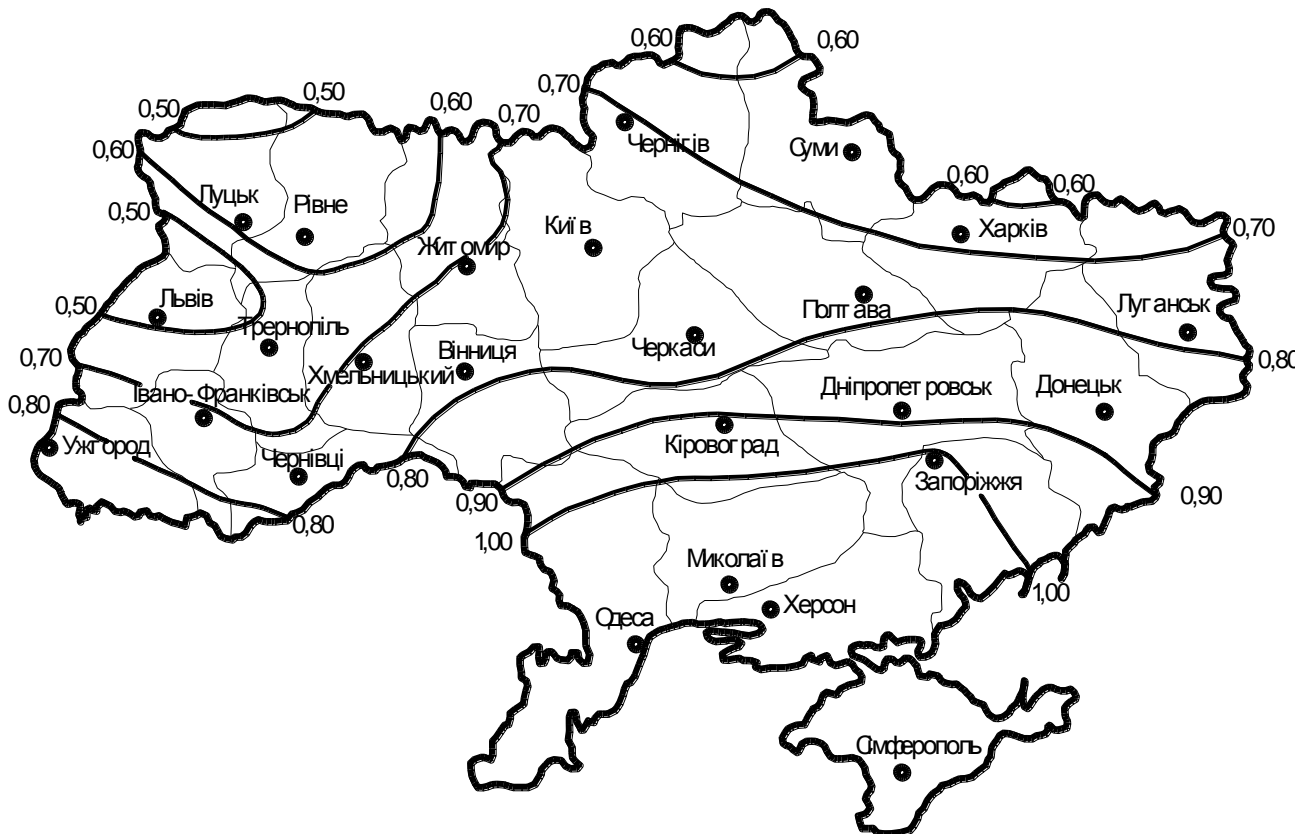 0,60
0,60
0,70
0,50
0,50
0,60
0,70
0,60
Чернігів
Суми
0,60
0,60
0,50
Луцьк
Рівне
Київ
Харків
0,70
Житомир
0,50
Львів
Трернопіль
Полтава
Луганськ
0,70
Хмельницький
Вінниця
Черкаси
0,80
0,80
Івано-Франківськ
Дніпропетровськ
Донецьк
Ужгород
Чернівці
Кіровоград
0,80
0,90
Запоріжжя
0,90
0,80
1,00
Миколаїв
1,00
Херсон
Одеса
Сімферополь